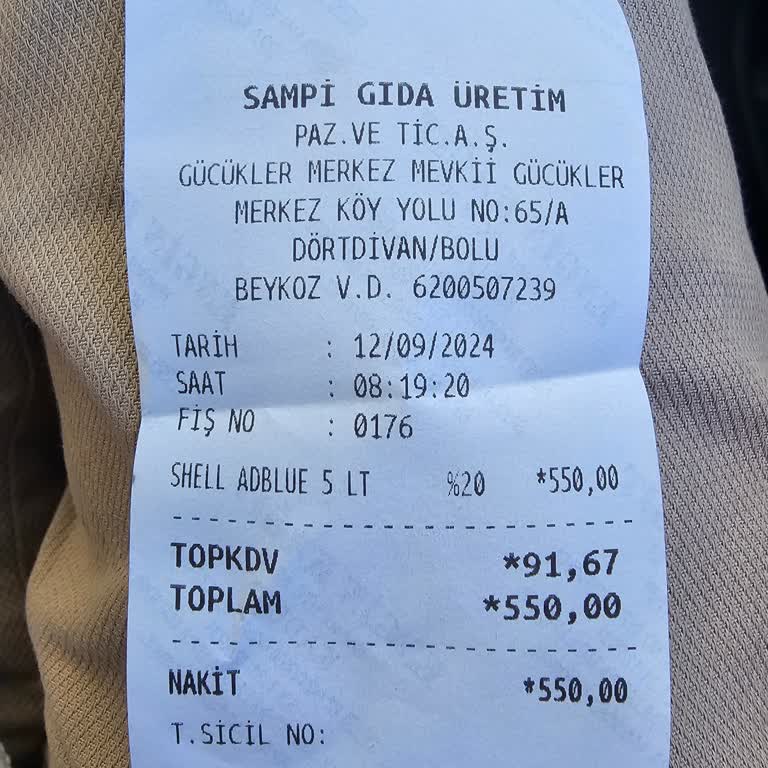 SAMPİ GIDA ÜRETİM
PAZ.VE TİC.A.Ş.
GÜCÜKLER MERKEZ MEVKİİ GÜCÜKLER
MERKEZ KÖY YOLU NO:65/A
DÖRTDİVAN/BOLU
BEYKOZ V.D. 6200507239
TARİH : 12/09/2024
SAAT : 08:19:20
FİŞ NO : 0176
SHELL ADBLUE 5 LT %20 *550,00
TOPKDV *91,67
TOPLAM *550,00
NAKİT *550,00
T.SİCİL NO: